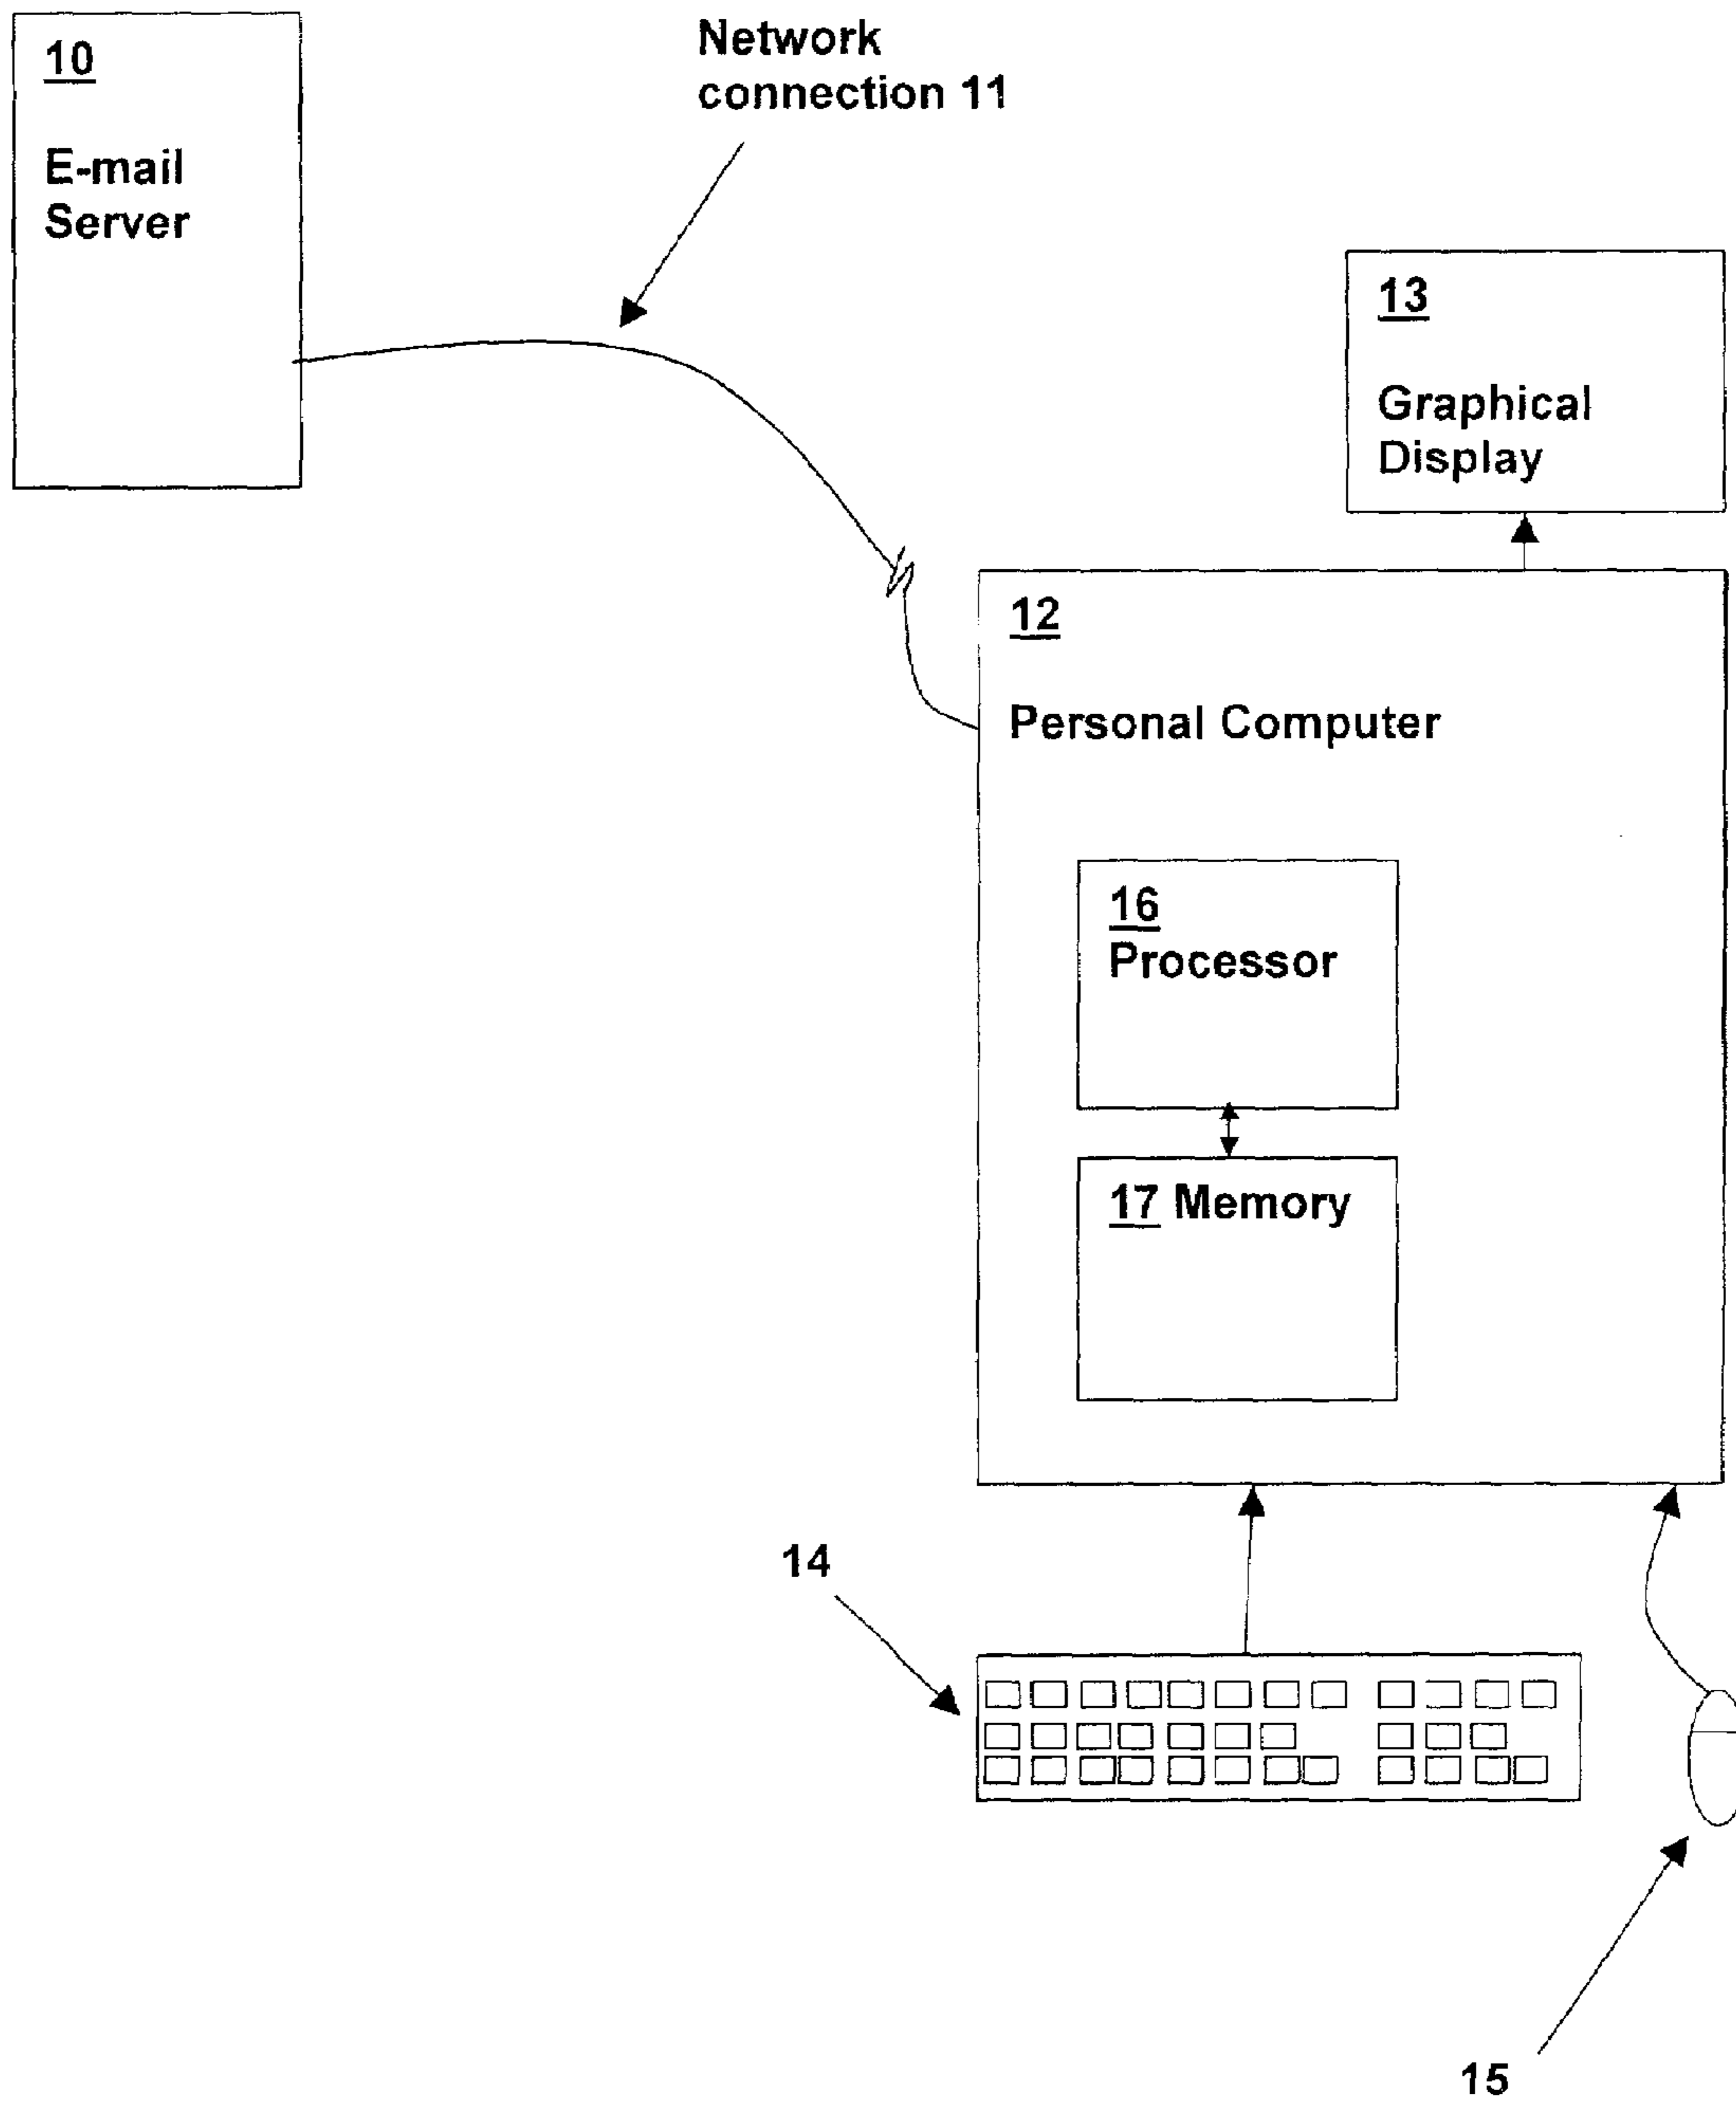 10
E-mail
Server
Network
connection 11
13
Graphical
Display
12
Personal Computer
16
Processor
17 Memory
14
15